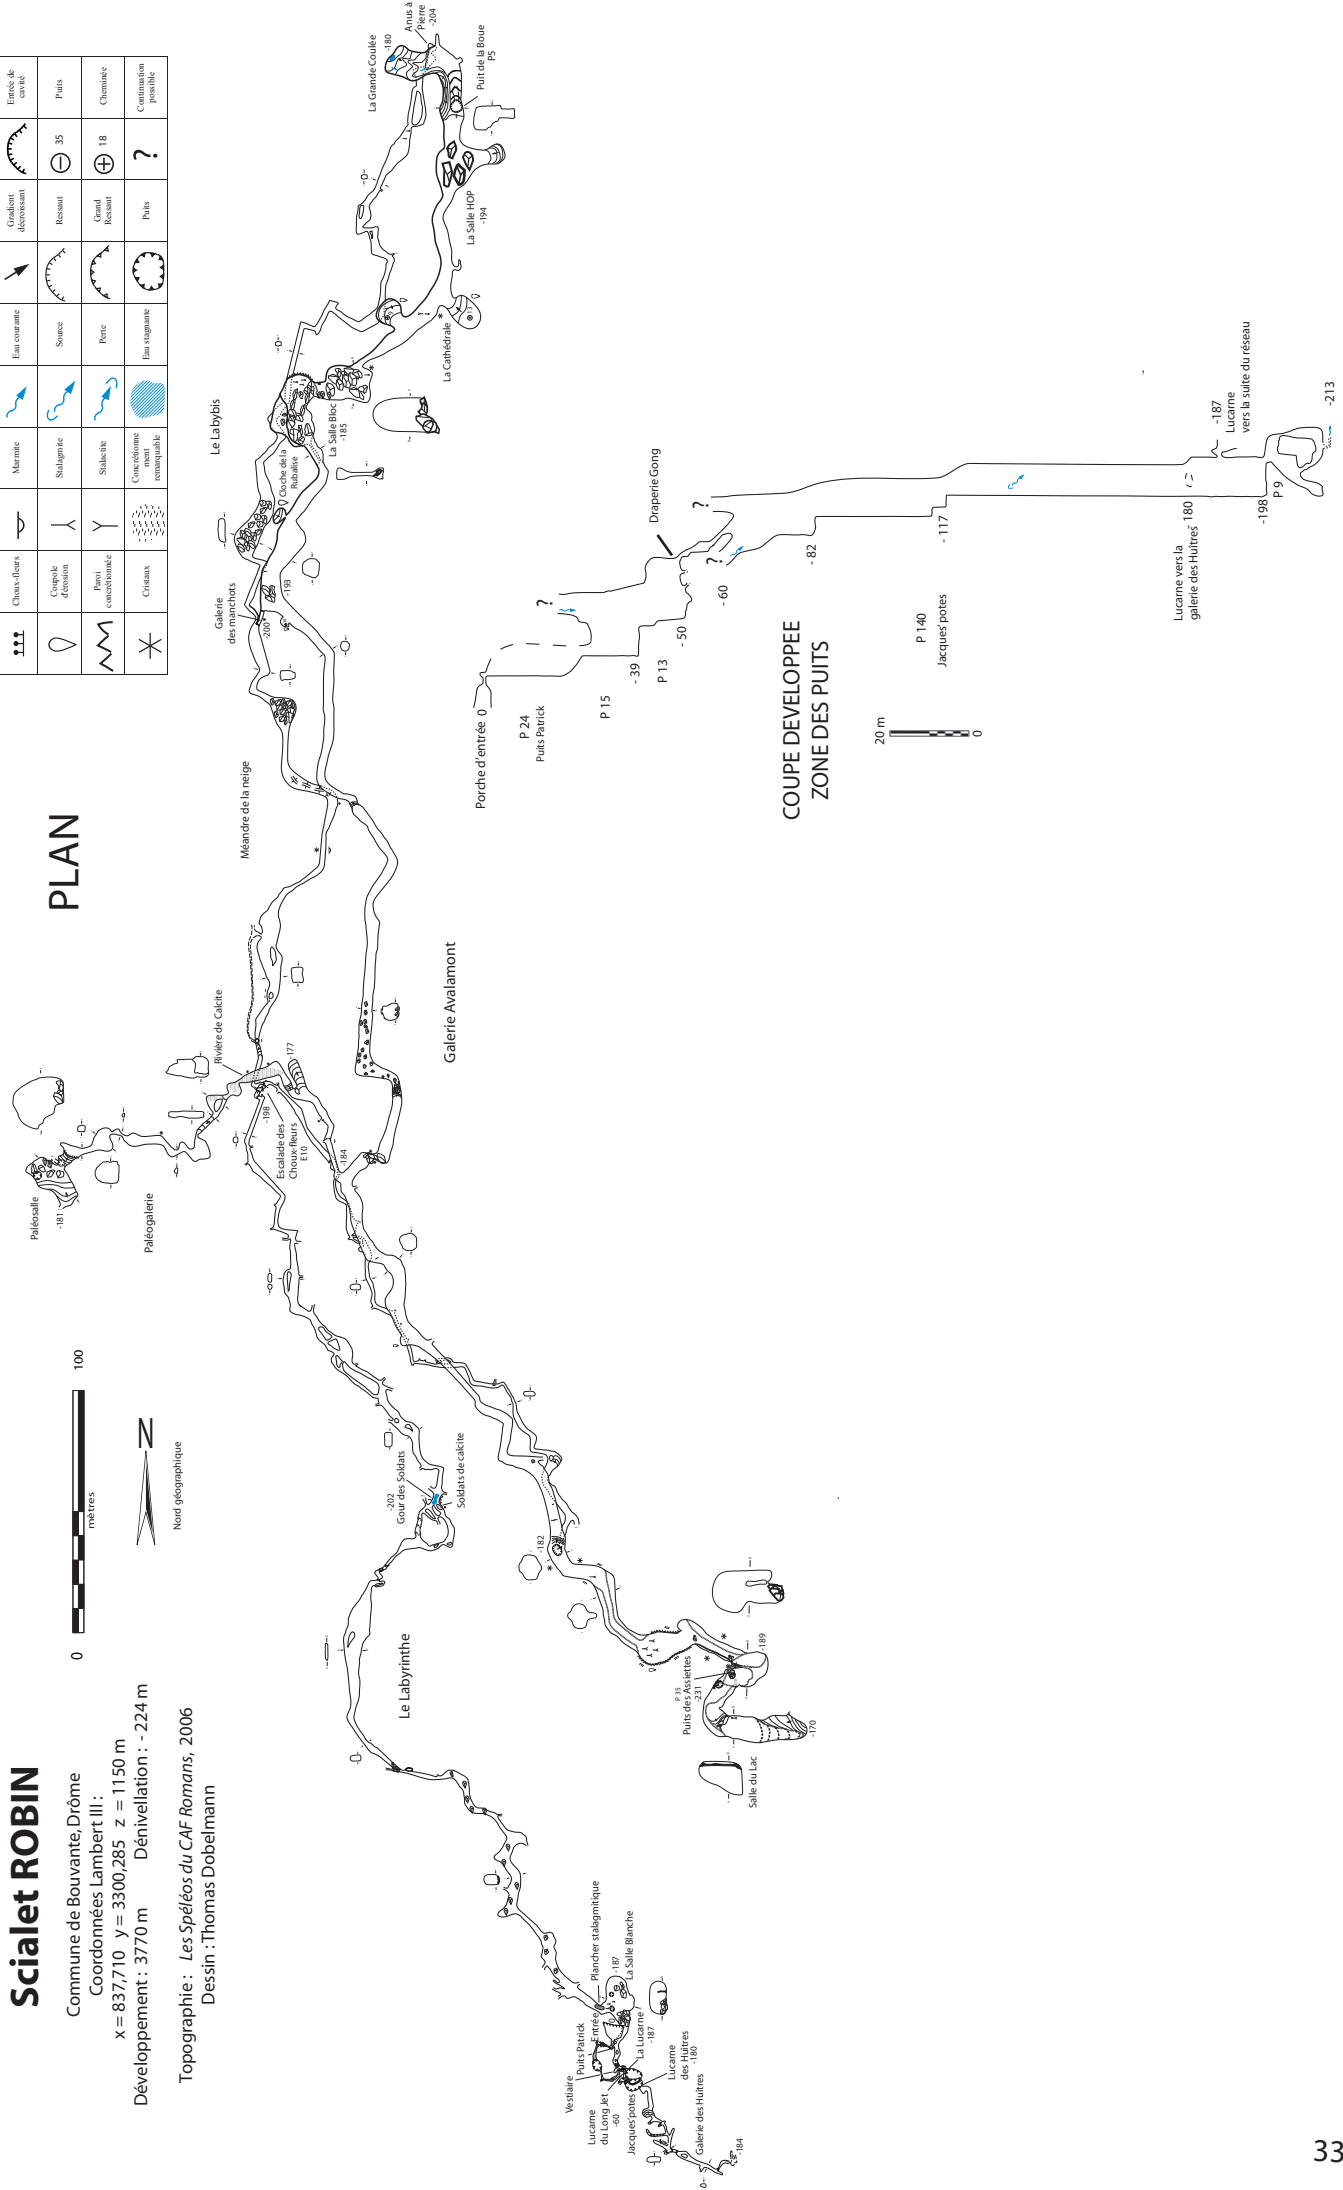 Scialet ROBIN
Commune de Bouvante, Drôme
Coordonnées Lambert III :
x = 837,710 y = 3300,285 z = 1150 m
Développement : 3770 m Dénivellation : - 224 m
Topographie : Les Spéléos du CAF Romans, 2006
Dessin : Thomas Dobelmann
0
100
mètres
N
Nord géographique
PLAN
Choux-fleurs
Marmite
Eau courante
Gradient
décroissant
Entrée de
cavité
Coupole
d'érosion
Stalagmite
Source
Ressaut
35
Puits
Paroi
concrétionnée
Stalactite
Perte
Grand
Ressaut
18
Cheminée
Cristaux
Concrétionne
ment
remarquable
Eau stagnante
Puits
?
Continuation
possible
Paléosalle
-181
Paléogalerie
Rivière de Calcite
-177
-198
Escalade des
Choux-fleurs
E10
-184
Méandre de la neige
Galerie
des manchots
-200
-193
Le Labybis
Cloche de la
Rubalise
La Salle Bloc
-185
La Cathédrale
13
La Salle HOP
-194
La Grande Coulée
-180
Anus à
Pierre
-204
Puit de la Boue
P5
Galerie Avalamont
-202
Gour des Soldats
Soldats de calcite
Le Labyrinthe
-182
P 35
Puits des Assiettes
-231
-189
-170
Salle du Lac
Plancher stalagmitique
-187
La Salle Blanche
Entrée
Puits Patrick
Vestiaire
La Lucarne
-187
Lucarne
du Long Jet
-60
Jacques'potes
Lucarne
des Huîtres
-180
Galerie des Huîtres
-184
COUPE DEVELOPPEE
ZONE DES PUITS
20 m
0
Porche d'entrée 0
P 24
Puits Patrick
P 15
- 39
P 13
- 50
?
Draperie Gong
?
?
- 60
- 82
- 117
P 140
Jacques'potes
- 180
Lucarne vers la
galerie des Huîtres
-187
Lucarne
vers la suite du réseau
-198
P 9
-213
33